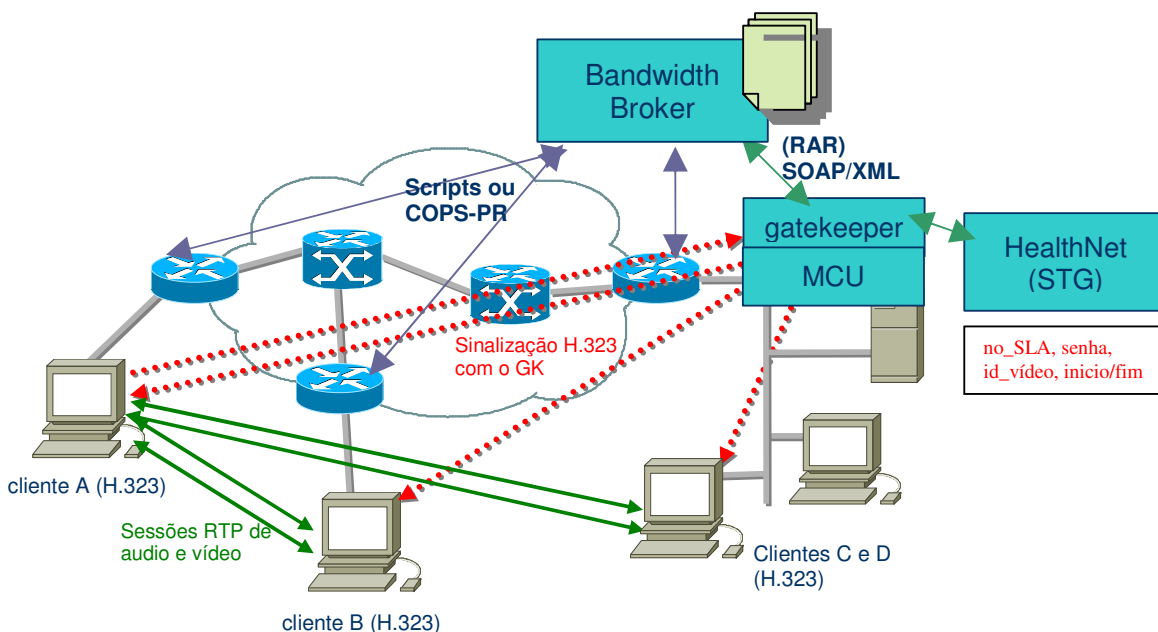 Bandwidth
Broker
(RAR)
SOAP/XML
Scripts ou
COPS-PR
gatekeeper
MCU
HealthNet
(STG)
Sinalização H.323
com o GK
no_SLA, senha,
id_vídeo, inicio/fim
cliente A (H.323)
Sessões RTP de
audio e vídeo
Clientes C e D
(H.323)
cliente B (H.323)